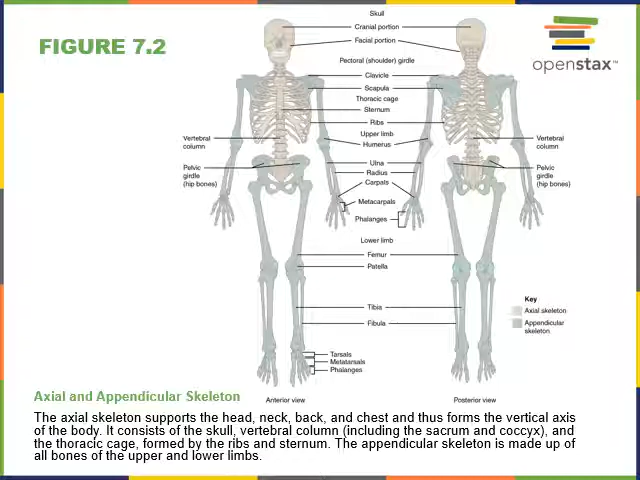 FIGURE 7.2
openstax™
Skull
Cranial portion
Facial portion
Pectoral (shoulder) girdle
Clavicle
Scapula
Thoracic cage
Sternum
Ribs
Upper limb
Humerus
Vertebral
column
Vertebral
column
Ulna
Radius
Carpals
Pelvic
girdle
(hip bones)
Pelvic
girdle
(hip bones)
Metacarpals
Phalanges
Lower limb
Femur
Patella
Tibia
Fibula
Key
Axial skeleton
Appendicular
skeleton
Tarsals
Metatarsals
Phalanges
Anterior view
Posterior view
Axial and Appendicular Skeleton
The axial skeleton supports the head, neck, back, and chest and thus forms the vertical axis
of the body. It consists of the skull, vertebral column (including the sacrum and coccyx), and
the thoracic cage, formed by the ribs and sternum. The appendicular skeleton is made up of
all bones of the upper and lower limbs.